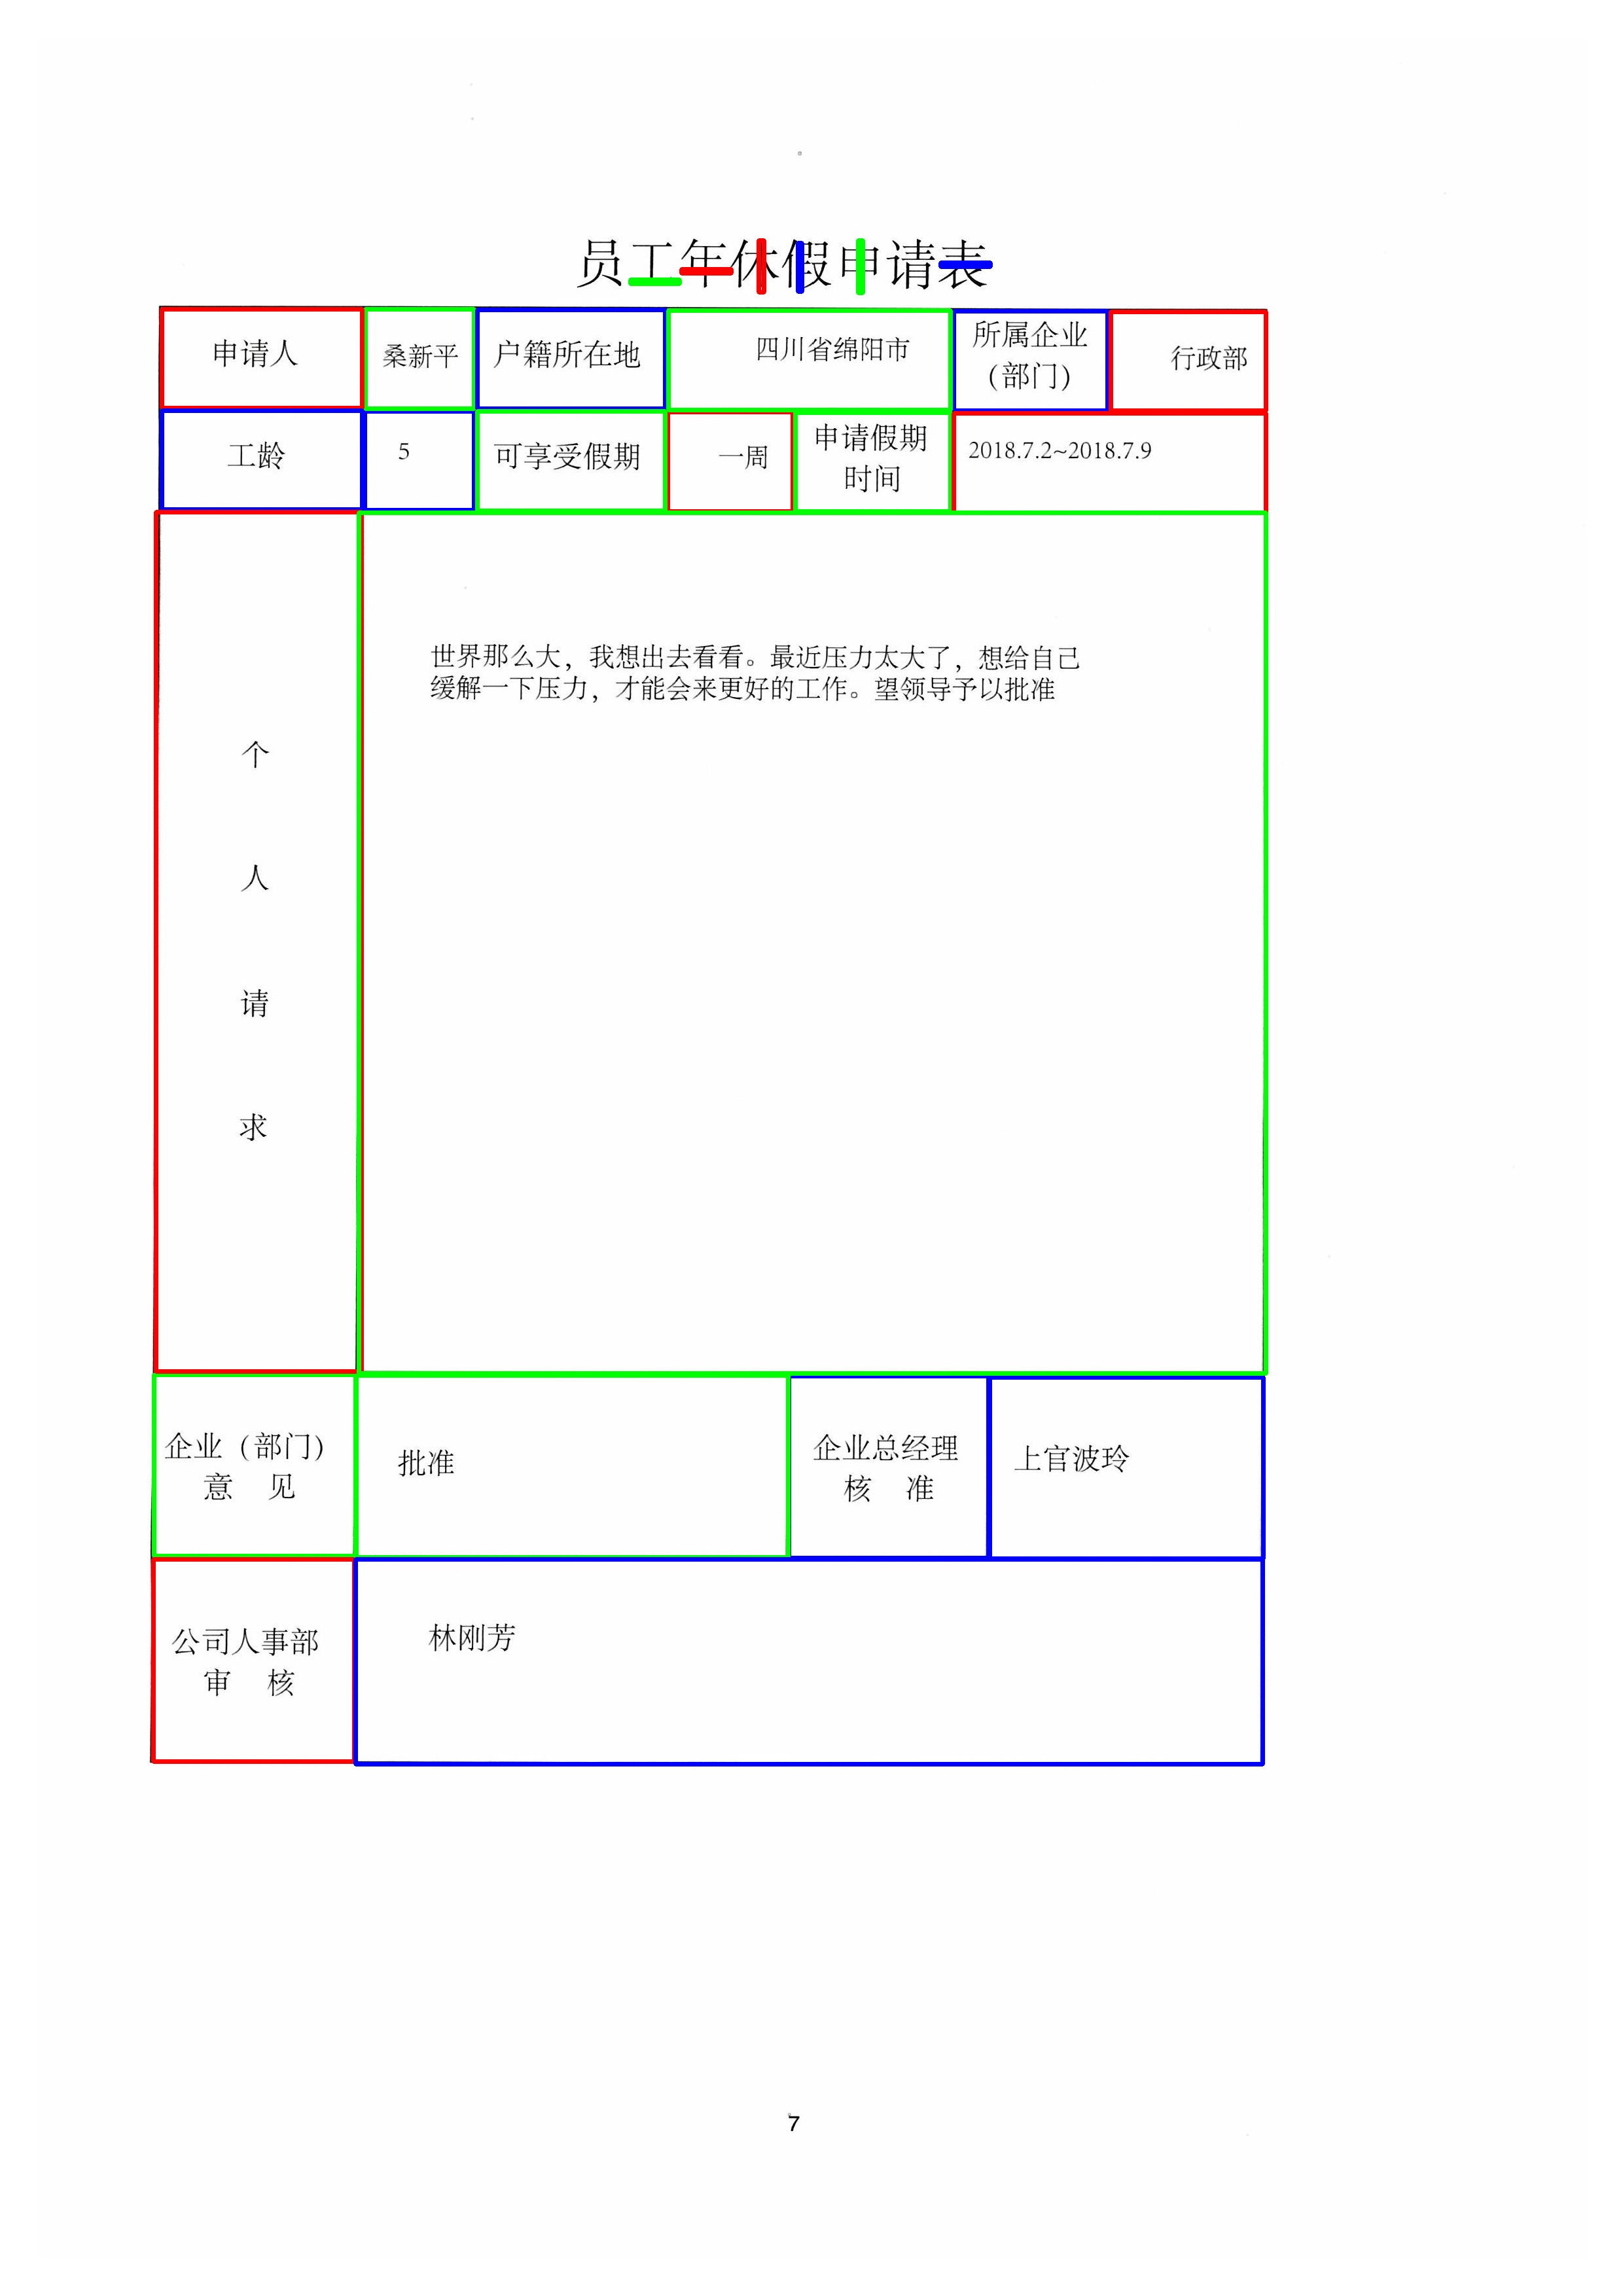 员工年休假申请表
申请人 桑新平 户籍所在地 四川省绵阳市 所属企业（部门） 行政部
工龄 5 可享受假期 一周 申请假期时间 2018.7.2~2018.7.9
个人请求
世界那么大，我想出去看看。最近压力太大了，想给自己
缓解一下压力，才能会来更好的工作。望领导予以批准
企业（部门）意 见 批准 企业总经理核 准 上官波玲
公司人事部审 核 林刚芳
7